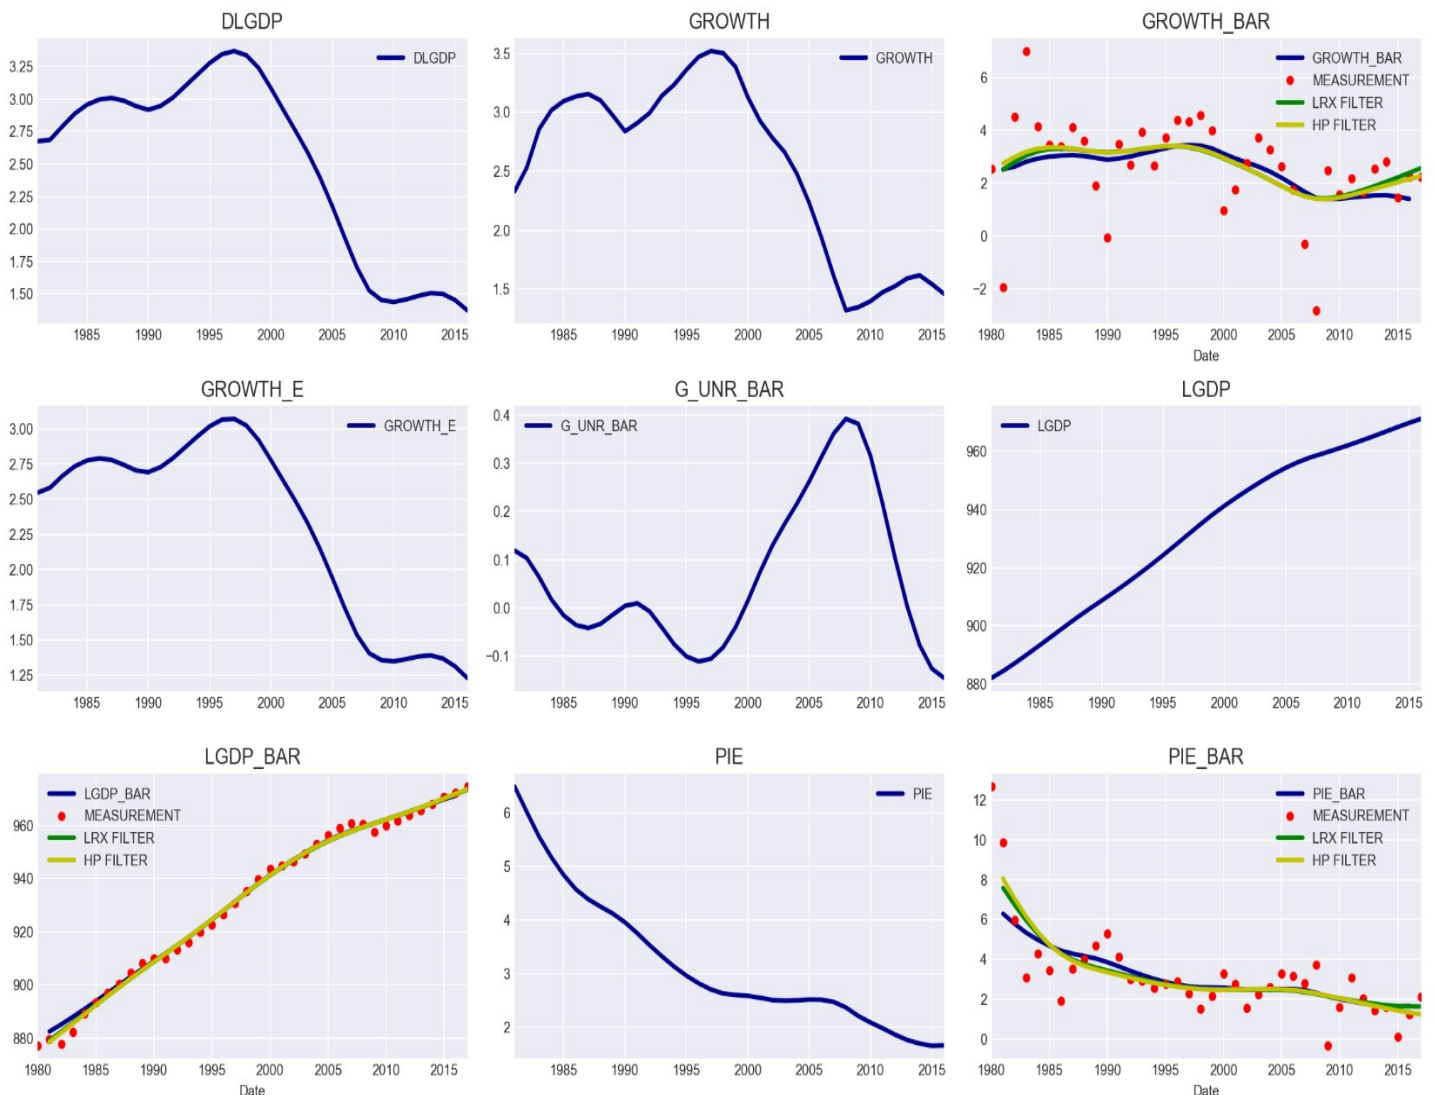 DLGDP
DLGDP
3.25
3.00
2.75
2.50
2.25
2.00
1.75
1.50
1985 1990 1995 2000 2005 2010 2015
GROWTH
GROWTH
3.5
3.0
2.5
2.0
1.5
1985 1990 1995 2000 2005 2010 2015
GROWTH_BAR
GROWTH_BAR
MEASUREMENT
LRX FILTER
HP FILTER
6
4
2
0
−2
1980 1985 1990 1995 2000 2005 2010 2015
Date
GROWTH_E
GROWTH_E
3.00
2.75
2.50
2.25
2.00
1.75
1.50
1.25
1985 1990 1995 2000 2005 2010 2015
G_UNR_BAR
G_UNR_BAR
0.4
0.3
0.2
0.1
0.0
−0.1
1985 1990 1995 2000 2005 2010 2015
LGDP
LGDP
960
940
920
900
880
1985 1990 1995 2000 2005 2010 2015
LGDP_BAR
LGDP_BAR
MEASUREMENT
LRX FILTER
HP FILTER
960
940
920
900
880
1980 1985 1990 1995 2000 2005 2010 2015
Date
PIE
PIE
6
5
4
3
2
1985 1990 1995 2000 2005 2010 2015
PIE_BAR
PIE_BAR
MEASUREMENT
LRX FILTER
HP FILTER
12
10
8
6
4
2
0
1980 1985 1990 1995 2000 2005 2010 2015
Date